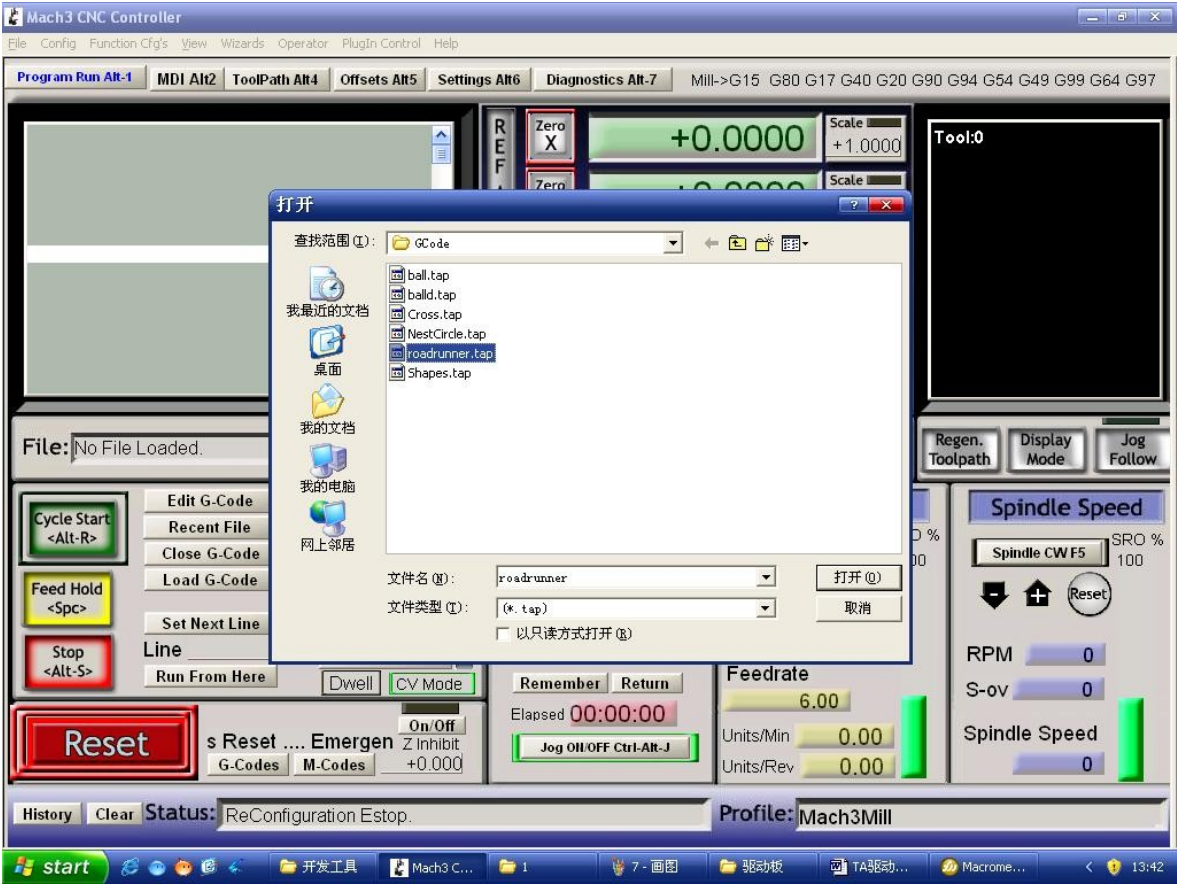 Mach3 CNC Controller
File Config Function Cfg's View Wizards Operator PlugIn Control Help
Program Run Alt-1 MDI Alt2 ToolPath Alt4 Offsets Alt5 Settings Alt6 Diagnostics Alt-7 Mill->G15 G80 G17 G40 G20 G90 G94 G54 G49 G99 G64 G97
REF
Zero X
+0.0000
Scale
+1.0000
Tool:0
Zero
+0.0000
Scale
打开
查找范围(I):
GCode
我最近的文档
桌面
我的文档
我的电脑
网上邻居
ball.tap
balld.tap
Cross.tap
NestCircle.tap
roadrunner.tap
Shapes.tap
文件名(N):
roadrunner
打开(O)
文件类型(T):
(*.tap)
取消
以只读方式打开(R)
File: No File Loaded.
Regen. Toolpath
Display Mode
Jog Follow
Cycle Start
<Alt-R>
Feed Hold
<Spc>
Stop
<Alt-S>
Edit G-Code
Recent File
Close G-Code
Load G-Code
Set Next Line
Line
Run From Here
Dwell
CV Mode
Reset
s Reset .... Emergen
G-Codes
M-Codes
On/Off
Z Inhibit
+0.000
Remember
Return
Elapsed 00:00:00
Jog ON/OFF Ctrl-Alt-J
%
00
Feedrate
6.00
Units/Min 0.00
Units/Rev 0.00
Spindle Speed
Spindle CW F5
SRO %
100
Reset
RPM 0
S-ov 0
Spindle Speed
0
History
Clear
Status: ReConfiguration Estop.
Profile: Mach3Mill
start
开发工具
Mach3 C...
1
7 - 画图
驱动板
TA驱动...
Macrome...
13:42